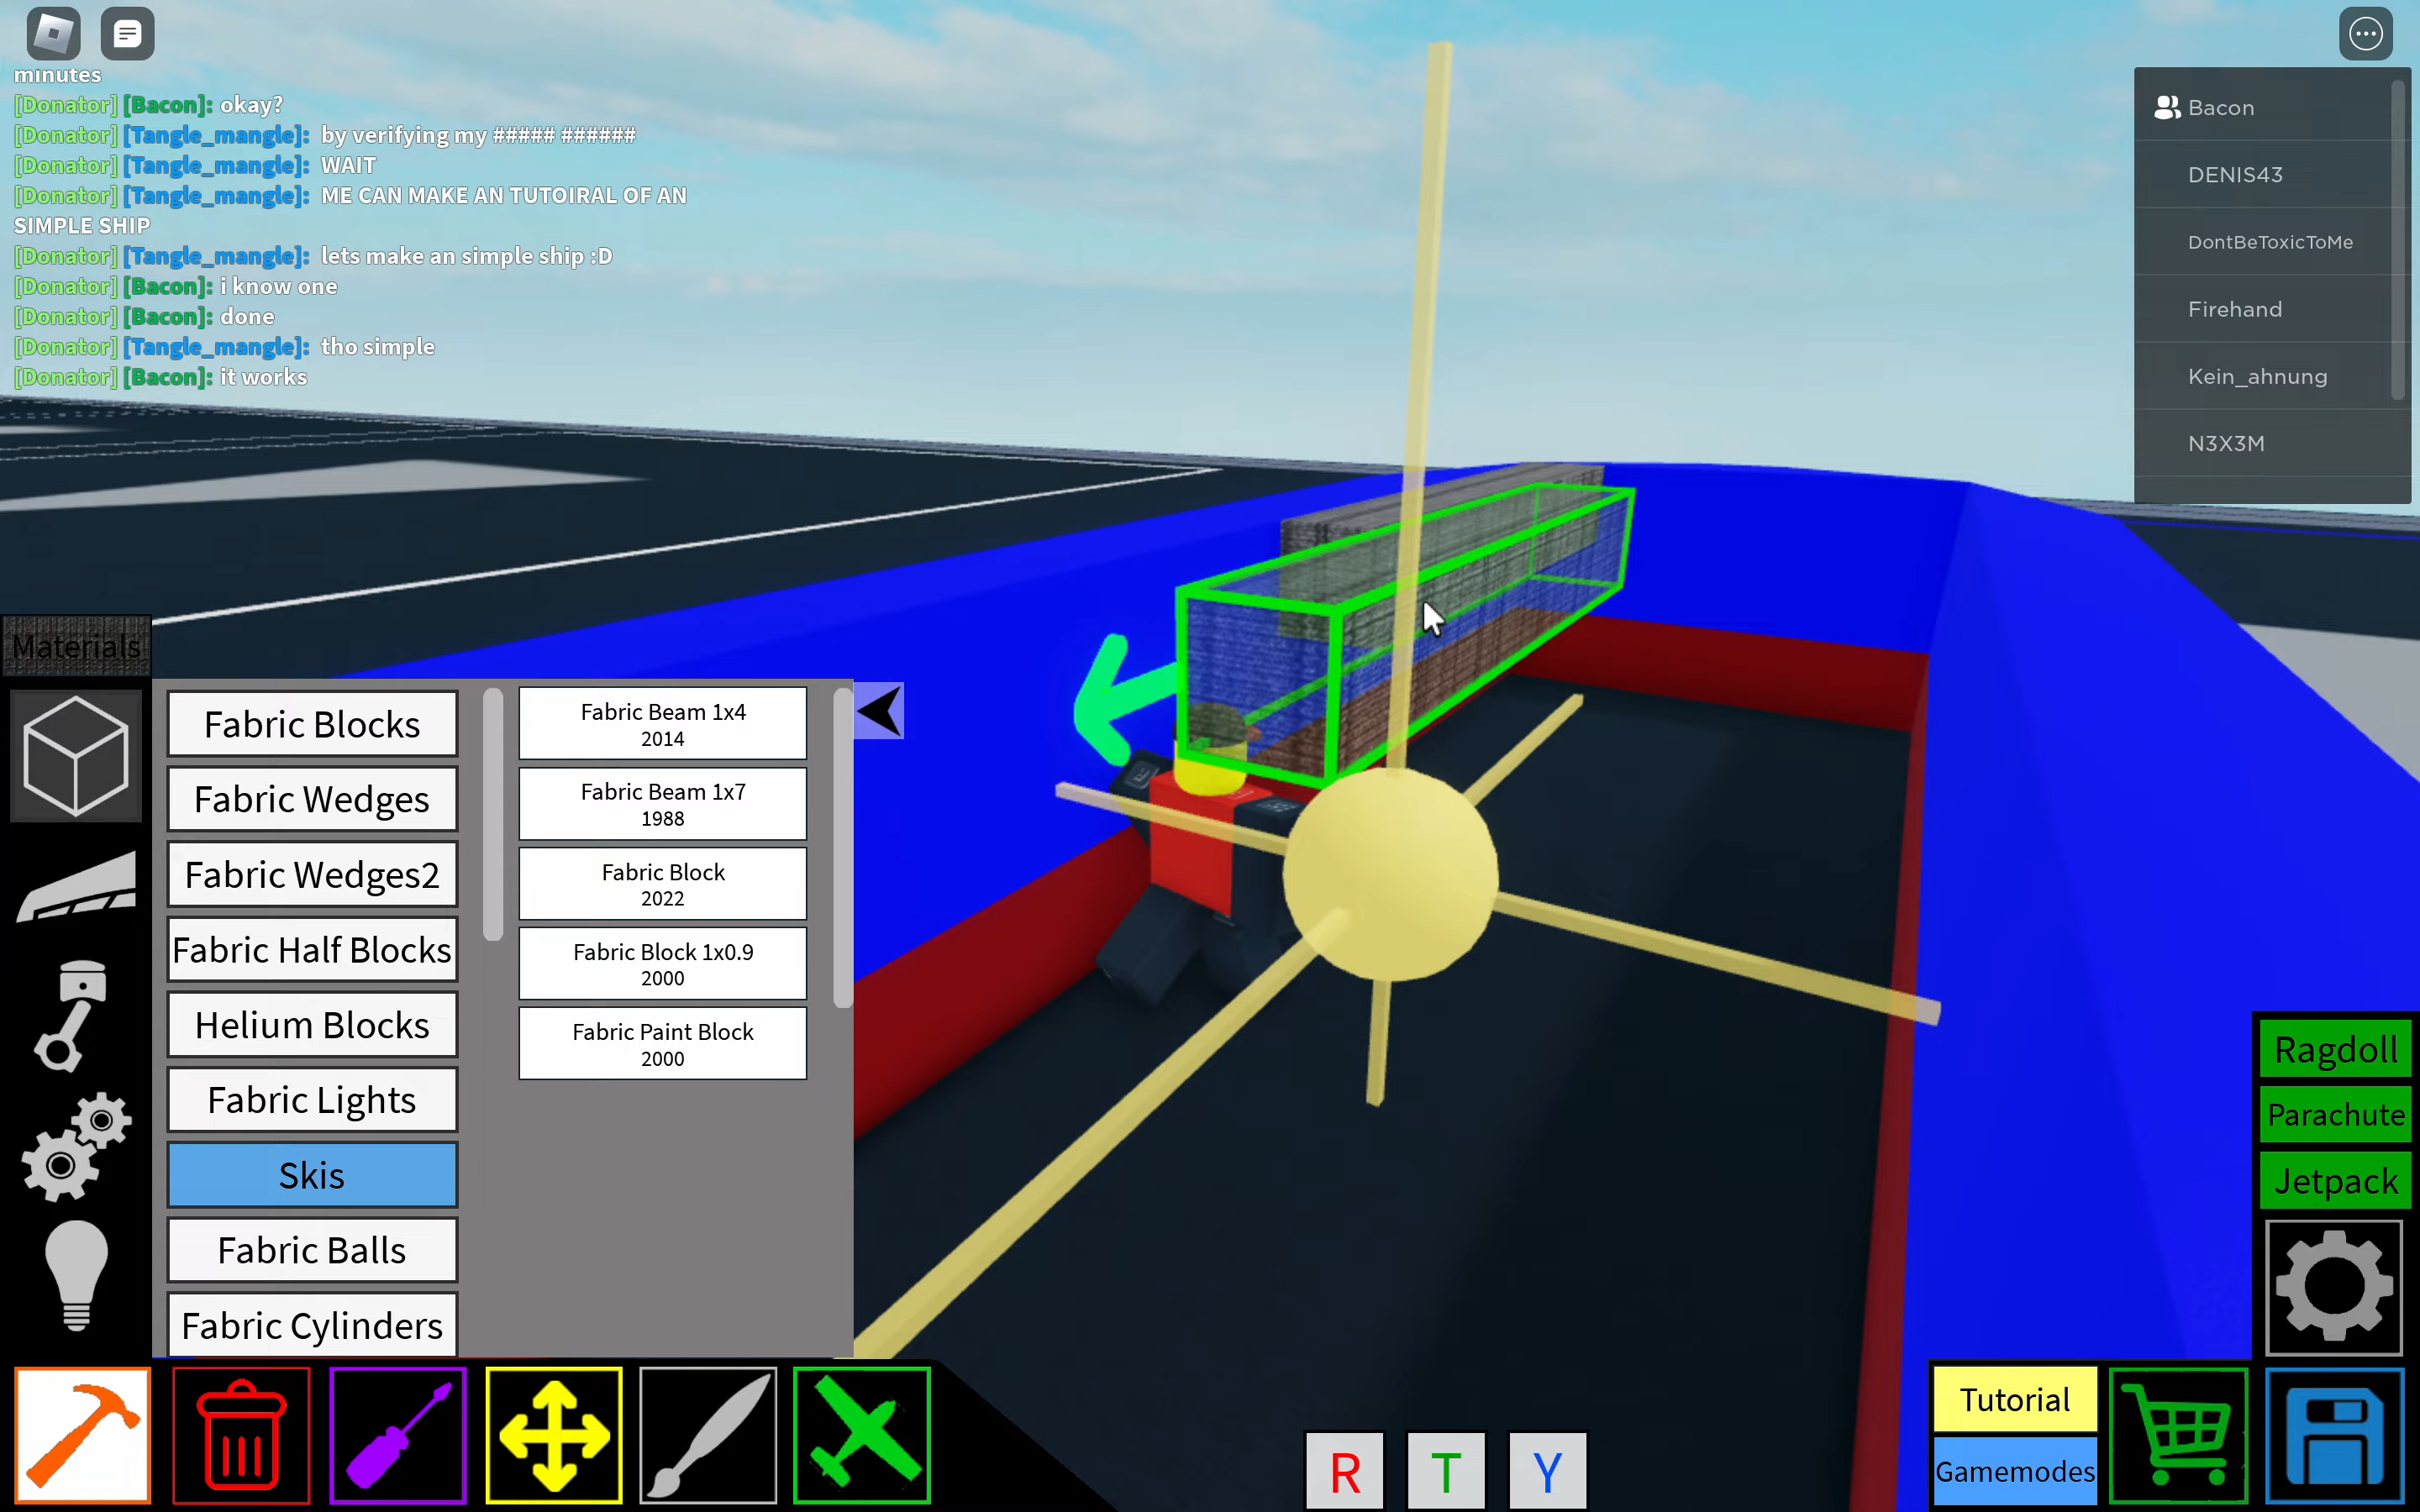 minutes
[Donator] [Bacon]: okay?
[Donator] [Tangle_mangle]: by verifying my ##### ######
[Donator] [Tangle_mangle]: WAIT
[Donator] [Tangle_mangle]: ME CAN MAKE AN TUTOIRAL OF AN
SIMPLE SHIP
[Donator] [Tangle_mangle]: lets make an simple ship :D
[Donator] [Bacon]: i know one
[Donator] [Bacon]: done
[Donator] [Tangle_mangle]: tho simple
[Donator] [Bacon]: it works
Bacon
DENIS43
DontBeToxicToMe
Firehand
Kein_ahnung
N3X3M
Materials
Fabric Blocks
Fabric Wedges
Fabric Wedges2
Fabric Half Blocks
Helium Blocks
Fabric Lights
Skis
Fabric Balls
Fabric Cylinders
Fabric Beam 1x4
2014
Fabric Beam 1x7
1988
Fabric Block
2022
Fabric Block 1x0.9
2000
Fabric Paint Block
2000
Ragdoll
Parachute
Jetpack
Tutorial
Gamemodes
R T Y